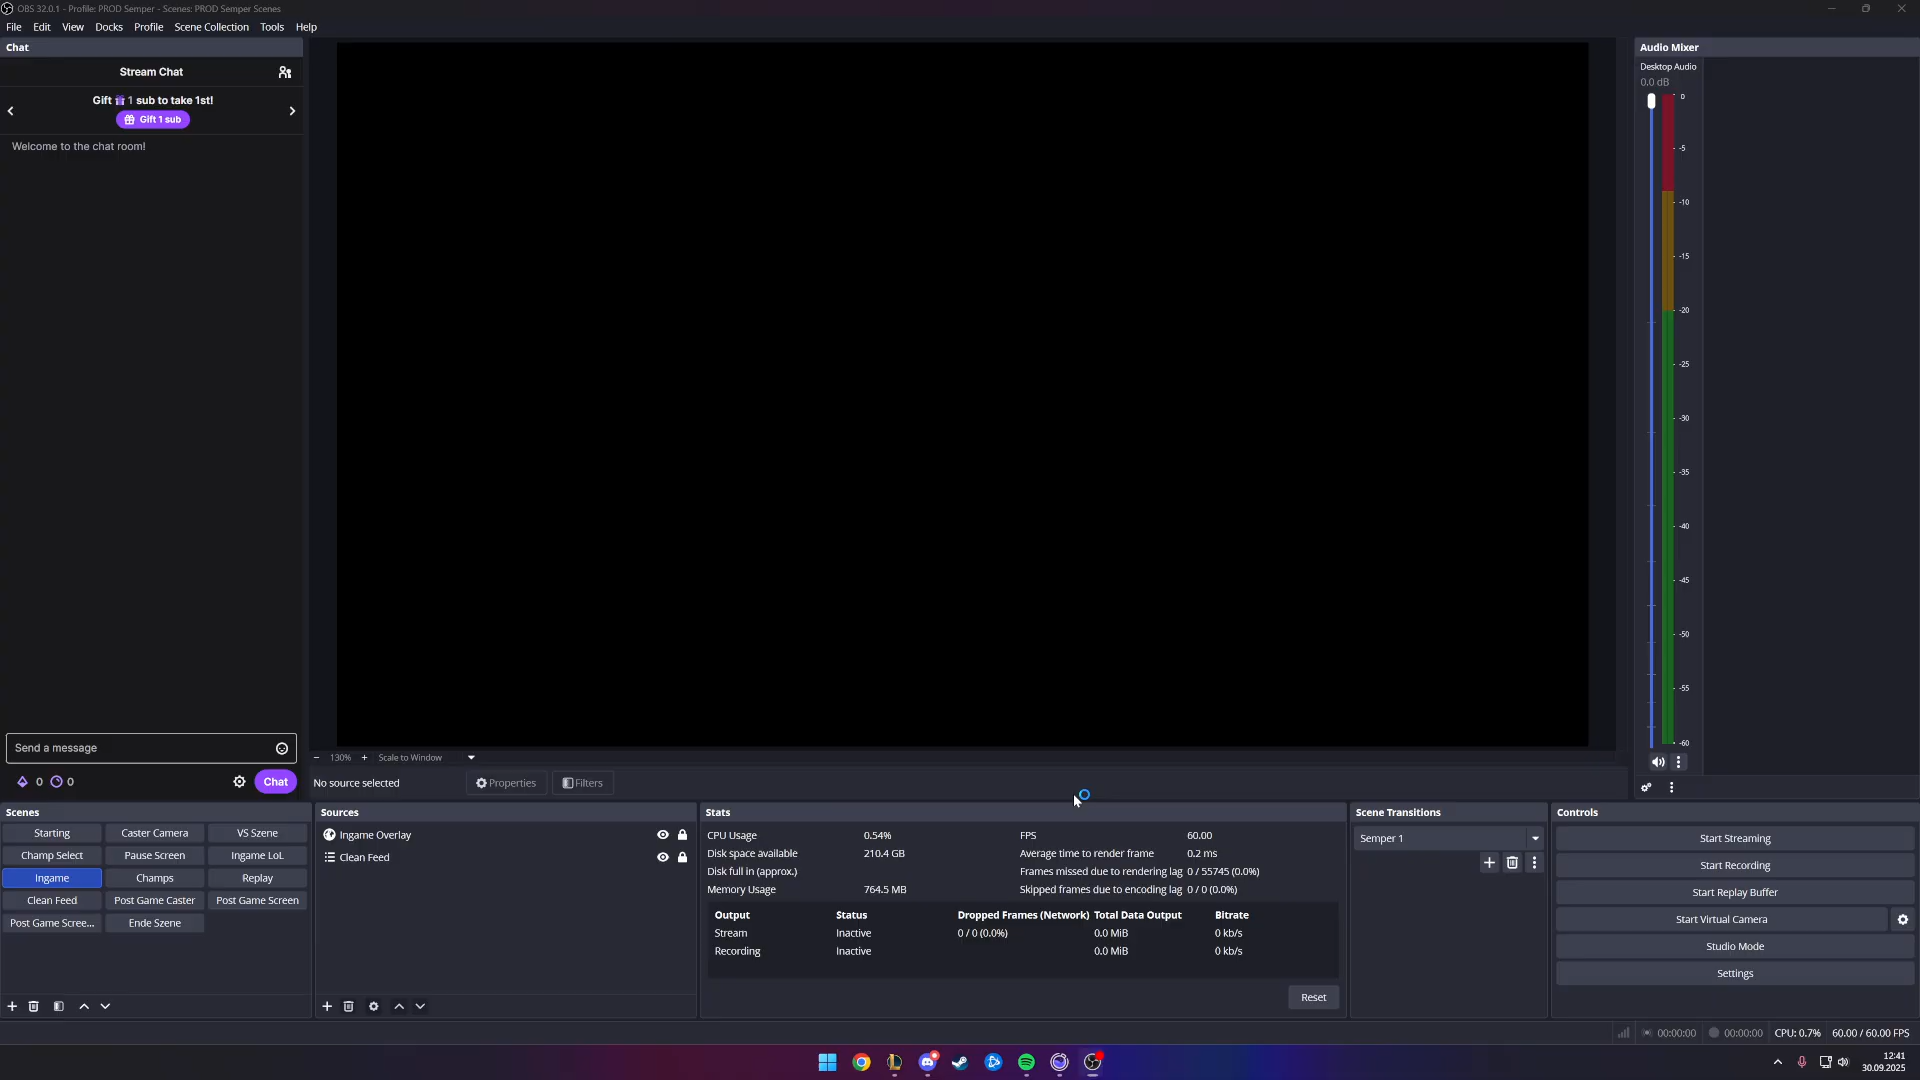 OBS 32.0.1 - Profile: PROD Semper - Scenes: PROD Semper Scenes
File Edit View Docks Profile Scene Collection Tools Help
Chat
Stream Chat
Gift 1 sub to take 1st!
Gift 1 sub
Welcome to the chat room!
Send a message
0 0 Chat
Audio Mixer
Desktop Audio
0.0 dB
0
-5
-10
-15
-20
-25
-30
-35
-40
-45
-50
-55
-60
130% Scale to Window
No source selected Properties Filters
Scenes
Starting Caster Camera VS Szene
Champ Select Pause Screen Ingame LoL
Ingame Champs Replay
Clean Feed Post Game Caster Post Game Screen
Post Game Scree... Ende Szene
Sources
Ingame Overlay
Clean Feed
Stats
CPU Usage 0.54% FPS 60.00
Disk space available 210.4 GB Average time to render frame 0.2 ms
Disk full in (approx.) Frames missed due to rendering lag 0 / 55745 (0.0%)
Memory Usage 764.5 MB Skipped frames due to encoding lag 0 / 0 (0.0%)
Output Status Dropped Frames (Network) Total Data Output Bitrate
Stream Inactive 0 / 0 (0.0%) 0.0 MiB 0 kb/s
Recording Inactive 0.0 MiB 0 kb/s
Reset
Scene Transitions
Semper 1
Controls
Start Streaming
Start Recording
Start Replay Buffer
Start Virtual Camera
Studio Mode
Settings
00:00:00 00:00:00 CPU: 0.7% 60.00 / 60.00 FPS
12:41
30.09.2025